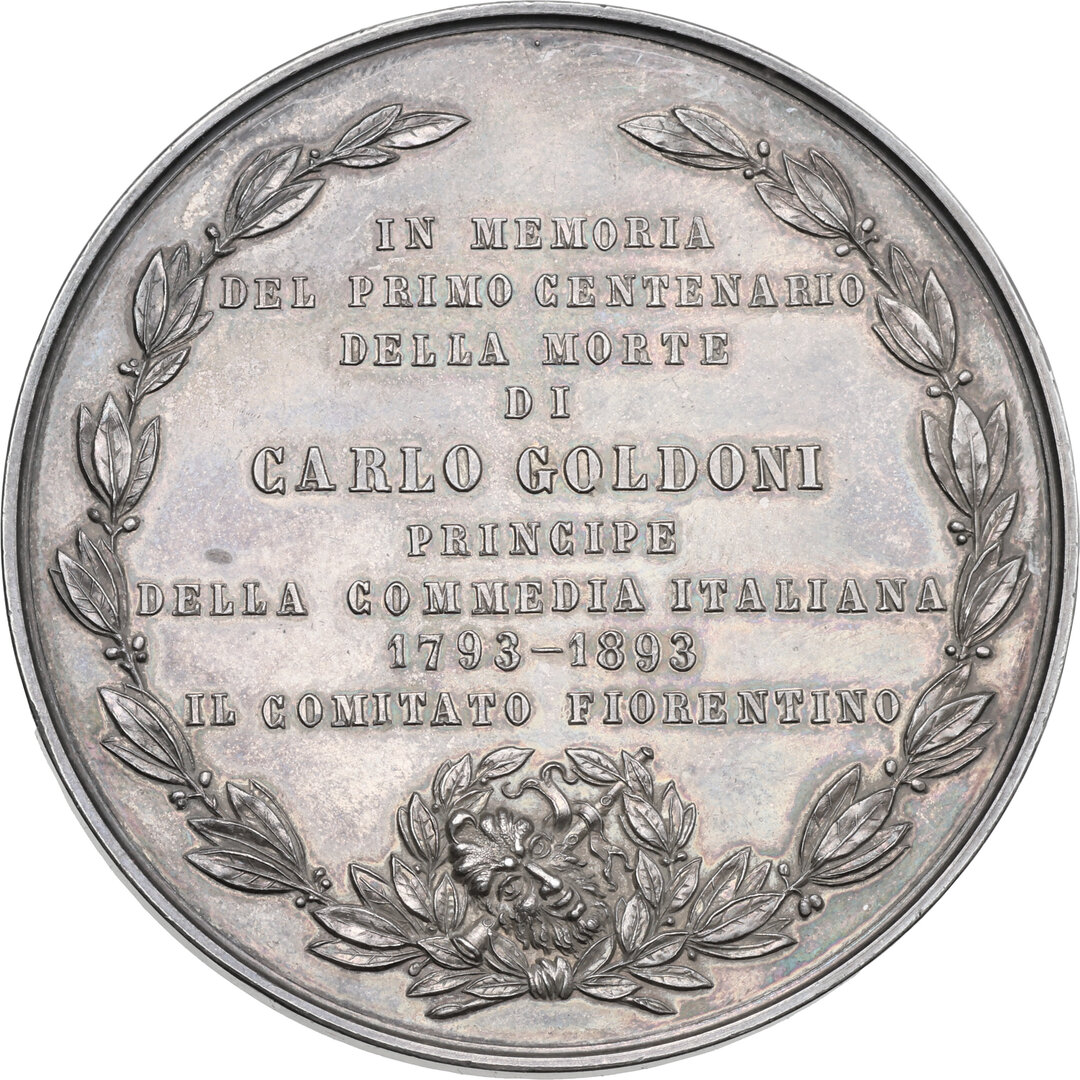 IN MEMORIA
DEL PRIMO CENTENARIO
DELLA MORTE
DI
CARLO GOLDONI
PRINCIPE
DELLA COMMEDIA ITALIANA
1793-1893
IL COMITATO FIORENTINO